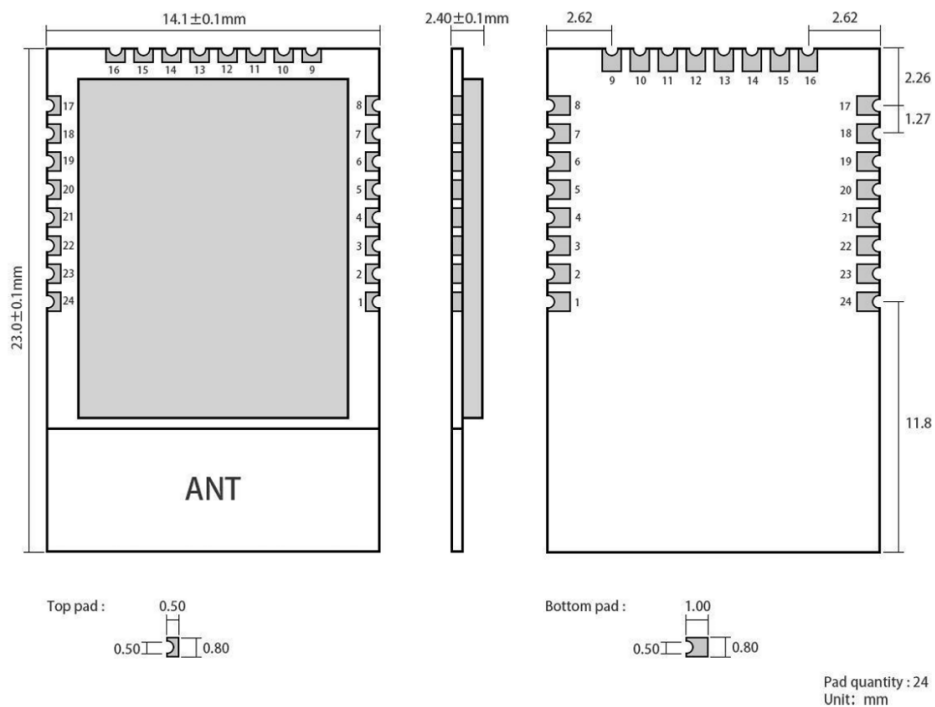 14.1±0.1mm
2.40±0.1mm
2.62
2.62
16 15 14 13 12 11 10 9
9 10 11 12 13 14 15 16
2.26
1.27
17 8
18 7
19 6
20 5
21 4
22 3
23 2
24 1
8 17
7 18
6 19
5 20
4 21
3 22
2 23
1 24
23.0±0.1mm
11.8
ANT
Top pad : 0.50
0.50 0.80
Bottom pad : 1.00
0.50 0.80
Pad quantity : 24
Unit: mm